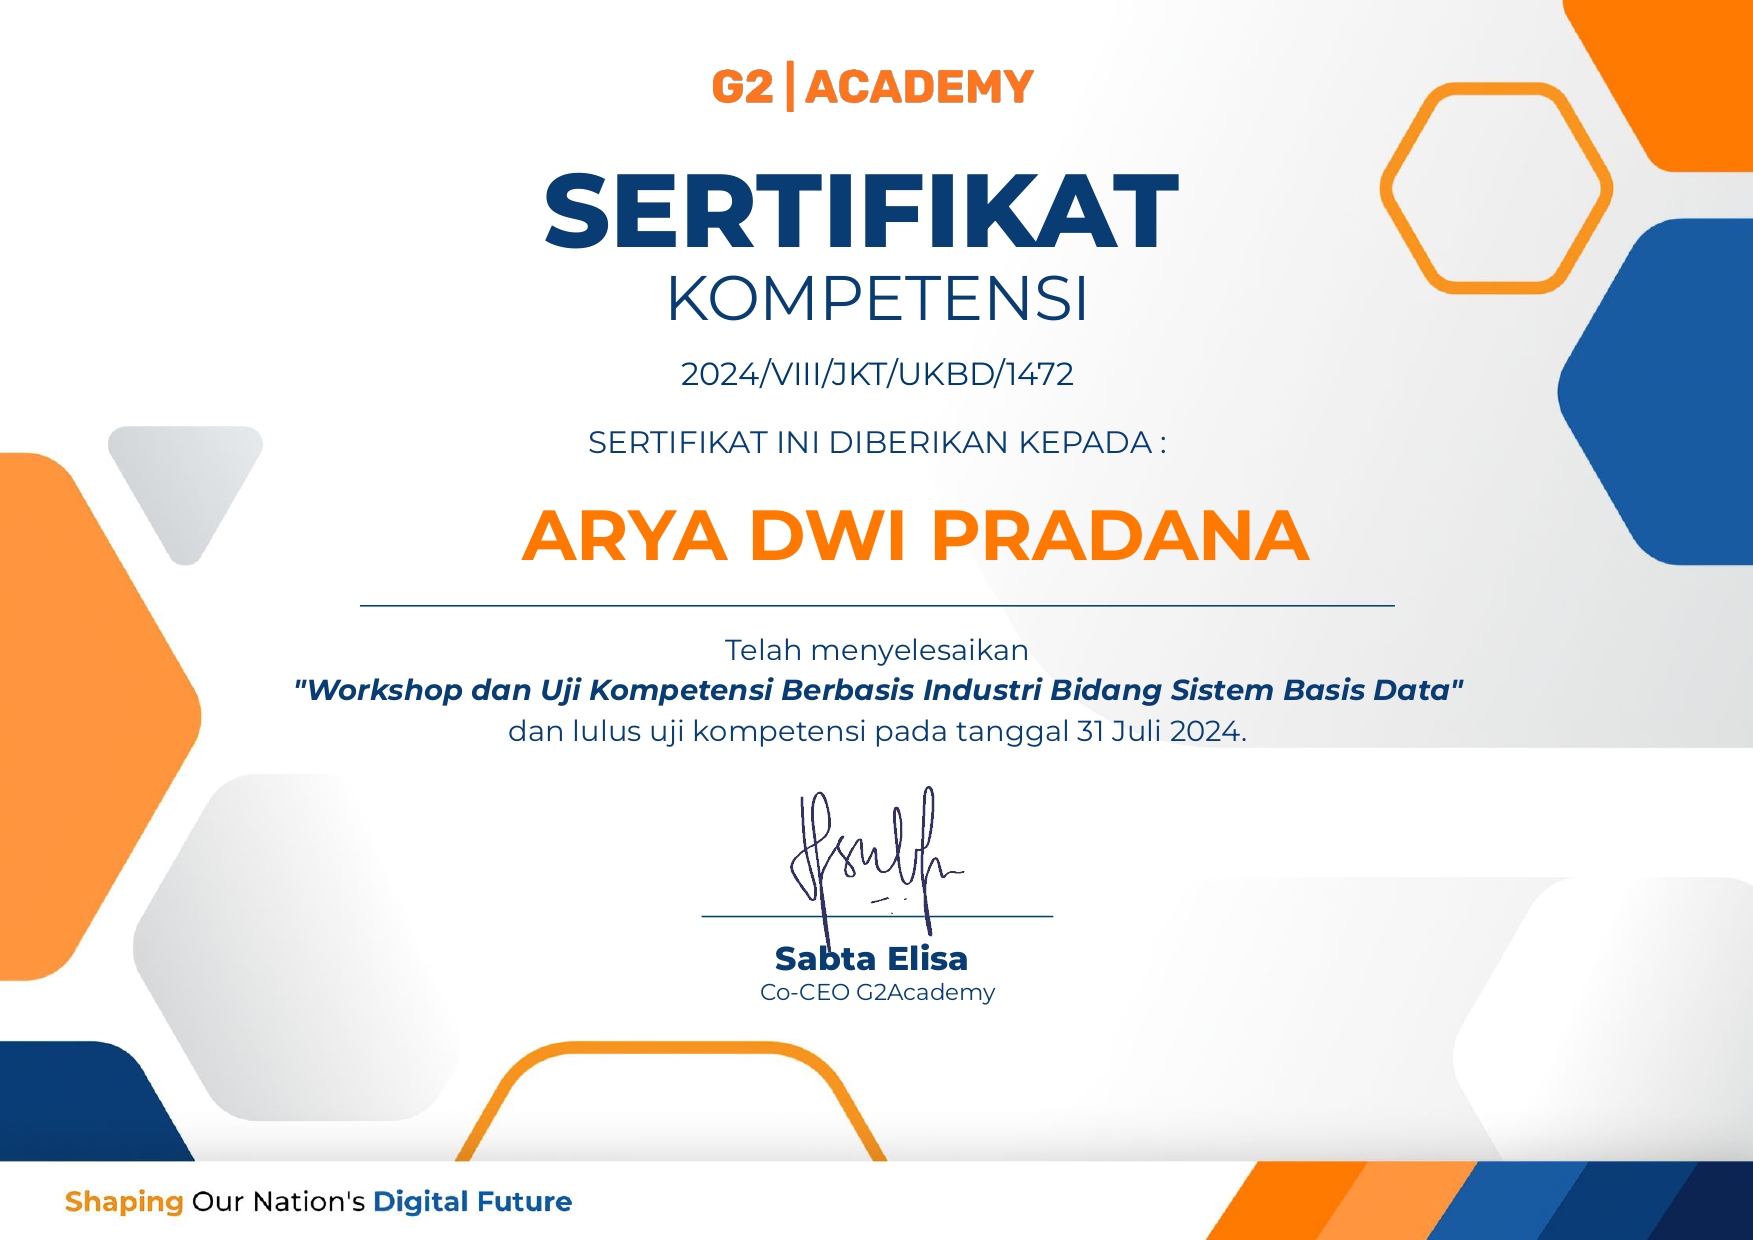 G2 | ACADEMY
SERTIFIKAT
KOMPETENSI
2024/VIII/JKT/UKBD/1472
SERTIFIKAT INI DIBERIKAN KEPADA :
ARYA DWI PRADANA
Telah menyelesaikan
"Workshop dan Uji Kompetensi Berbasis Industri Bidang Sistem Basis Data"
dan lulus uji kompetensi pada tanggal 31 Juli 2024.
Sabta Elisa
Co-CEO G2Academy
Shaping Our Nation's Digital Future